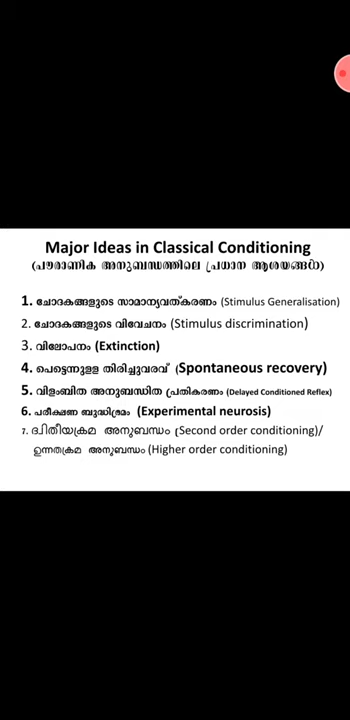 Major Ideas in Classical Conditioning
(പൗരാണിക അനുബന്ധത്തിലെ പ്രധാന ആശയങ്ങൾ)
1. ചോദകങ്ങളുടെ സാമാന്യവത്കരണം (Stimulus Generalisation)
2. ചോദകങ്ങളുടെ വിവേചനം (Stimulus discrimination)
3. വിലോപനം (Extinction)
4. പെട്ടെന്നുളള തിരിച്ചുവരവ് (Spontaneous recovery)
5. വിളംബിത അനുബന്ധിത പ്രതികരണം (Delayed Conditioned Reflex)
6. പരീക്ഷണ ബുദ്ധിശ്രമം (Experimental neurosis)
7. ദ്വിതീയക്രമ അനുബന്ധം (Second order conditioning)/
ഉന്നതക്രമ അനുബന്ധം (Higher order conditioning)